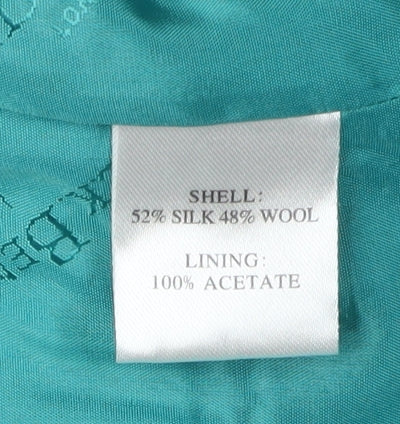 SHELL:
52% SILK 48% WOOL
LINING:
100% ACETATE